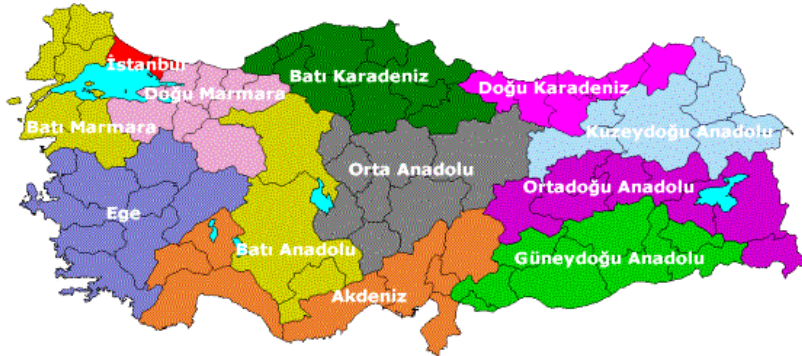 İstanbul
Batı Karadeniz
Doğu Karadeniz
Doğu Marmara
Batı Marmara
Kuzeydoğu Anadolu
Orta Anadolu
Ortadoğu Anadolu
Ege
Batı Anadolu
Güneydoğu Anadolu
Akdeniz